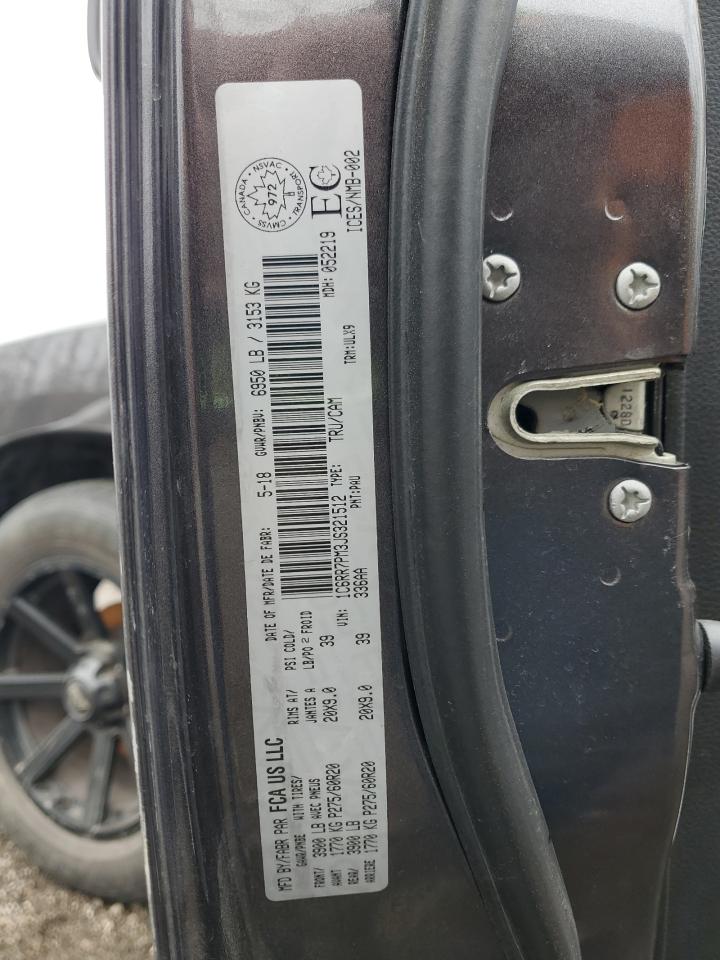 MFD BY/FABR PAR FCA US LLC
DATE OF MFR/DATE DE FABR: 5-18
GVWR/PNBV: 6950 LB / 3153 KG
GAWR/PNBE WITH TIRES/ RIMS AT/ PSI COLD/
FRONT/ 3900 LB AVEC PNEUS JANTES A LB/PO2 FROID
AVANT 1770 KG P275/60R20 20X9.0 39
REAR/ 3900 LB
ARRIERE 1770 KG P275/60R20 20X9.0 39
VIN: 1C6RR7PM3JS321512 TYPE: TRU/CAM
MDH: 052219
336AA PNT:PAU TRM:ULX9
ICES/NMB-002
CANADA
NSVAC
TRANSPORT
CMVSS
972
EC
1228D